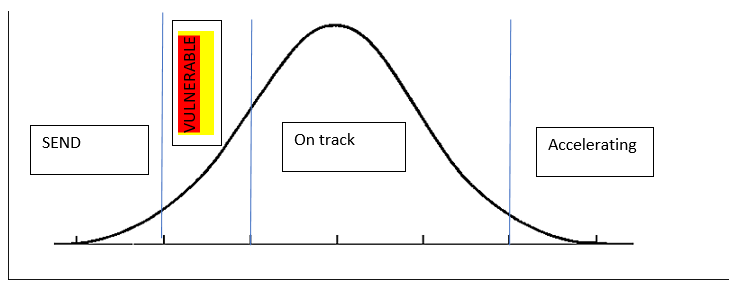 SEND
VULNERABLE
On track
Accelerating